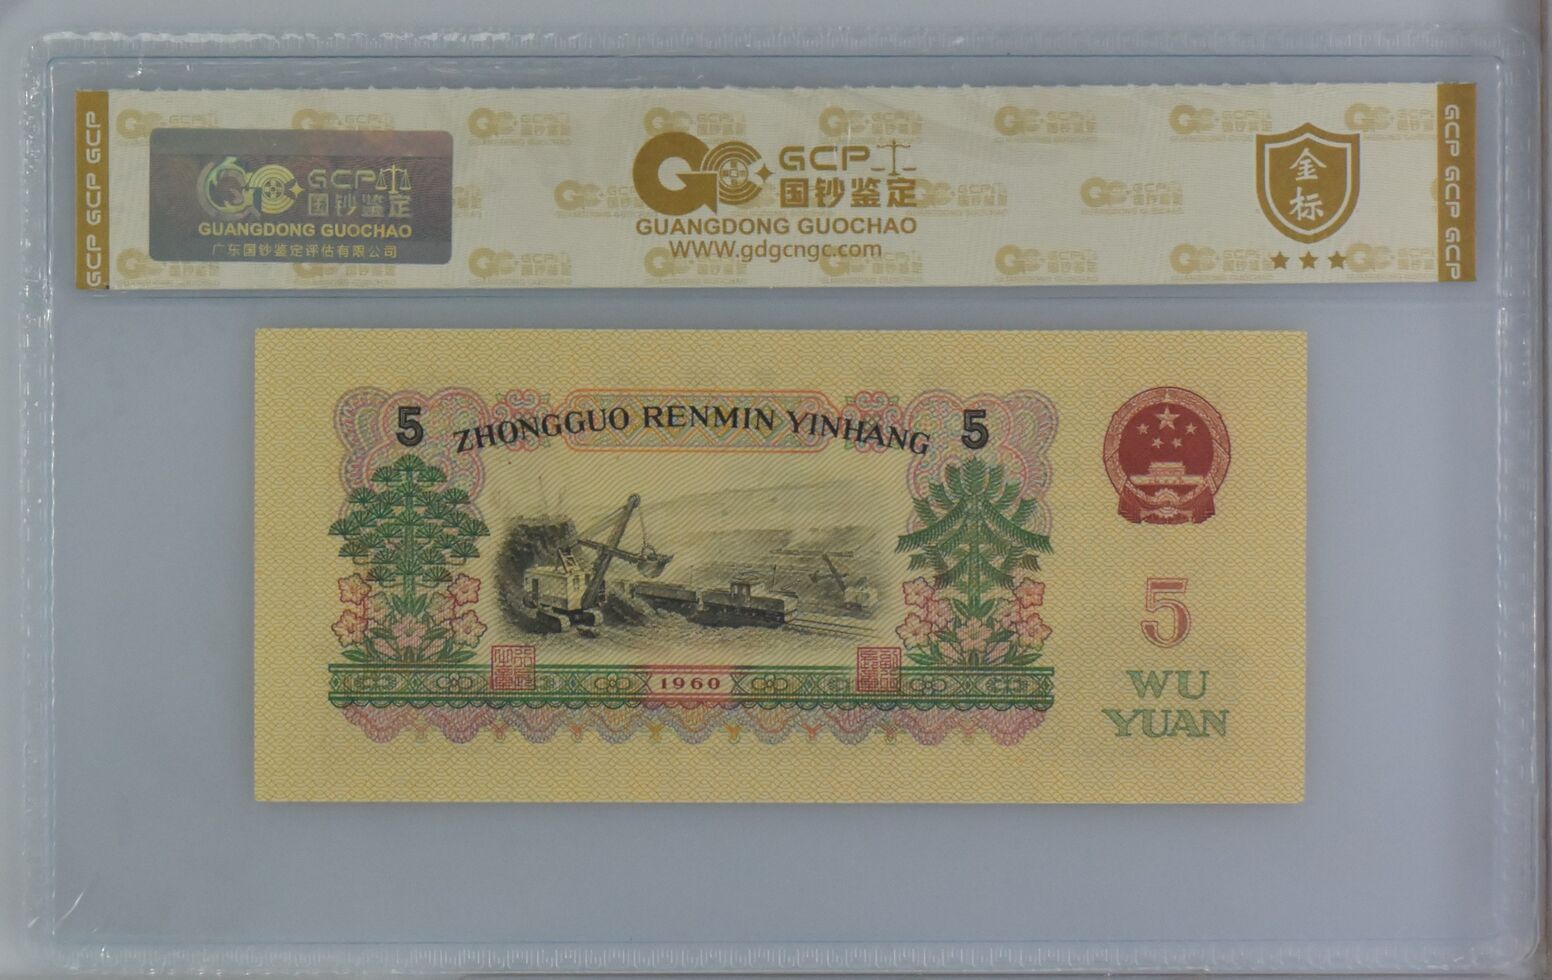 GCP GCP GCP
GCP
国钞鉴定
GUANGDONG GUOCHAO
广东国钞鉴定评估有限公司
GCP
国钞鉴定
GUANGDONG GUOCHAO
WWW.gdgcngc.com
金
标
GCP GCP GCP
5
ZHONGGUO RENMIN YINHANG
5
1960
5
WU
YUAN